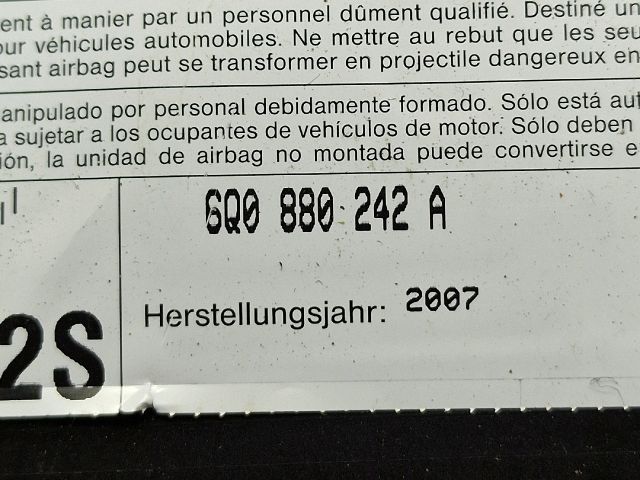 ent à manier par un personnel dûment qualifié. Destiné un
our véhicules automobiles. Ne mettre au rebut que les seu
sant airbag peut se transformer en projectile dangereux en
anipulado por personal debidamente formado. Sólo está aut
a sujetar a los ocupantes de vehículos de motor. Sólo deben
ión, la unidad de airbag no montada puede convertirse e
6Q0 880 242 A
Herstellungsjahr: 2007
2S